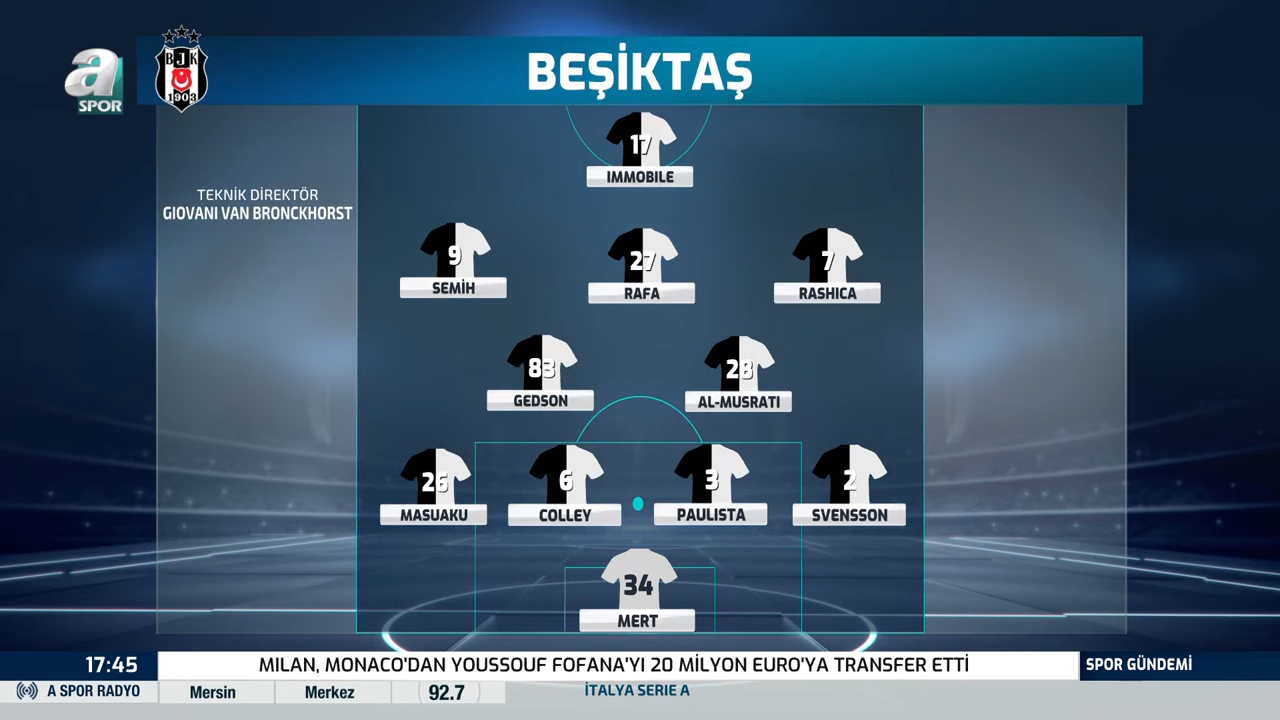 a
SPOR
BJK
1903
BEŞİKTAŞ
TEKNİK DİREKTÖR
GIOVANI VAN BRONCKHORST
17
IMMOBILE
9
SEMİH
27
RAFA
7
RASHICA
83
GEDSON
28
AL-MUSRATI
26
MASUAKU
6
COLLEY
3
PAULISTA
2
SVENSSON
34
MERT
17:45
MILAN, MONACO'DAN YOUSSOUF FOFANA'YI 20 MİLYON EURO'YA TRANSFER ETTİ
SPOR GÜNDEMİ
A SPOR RADYO
Mersin
Merkez
92.7
İTALYA SERIE A